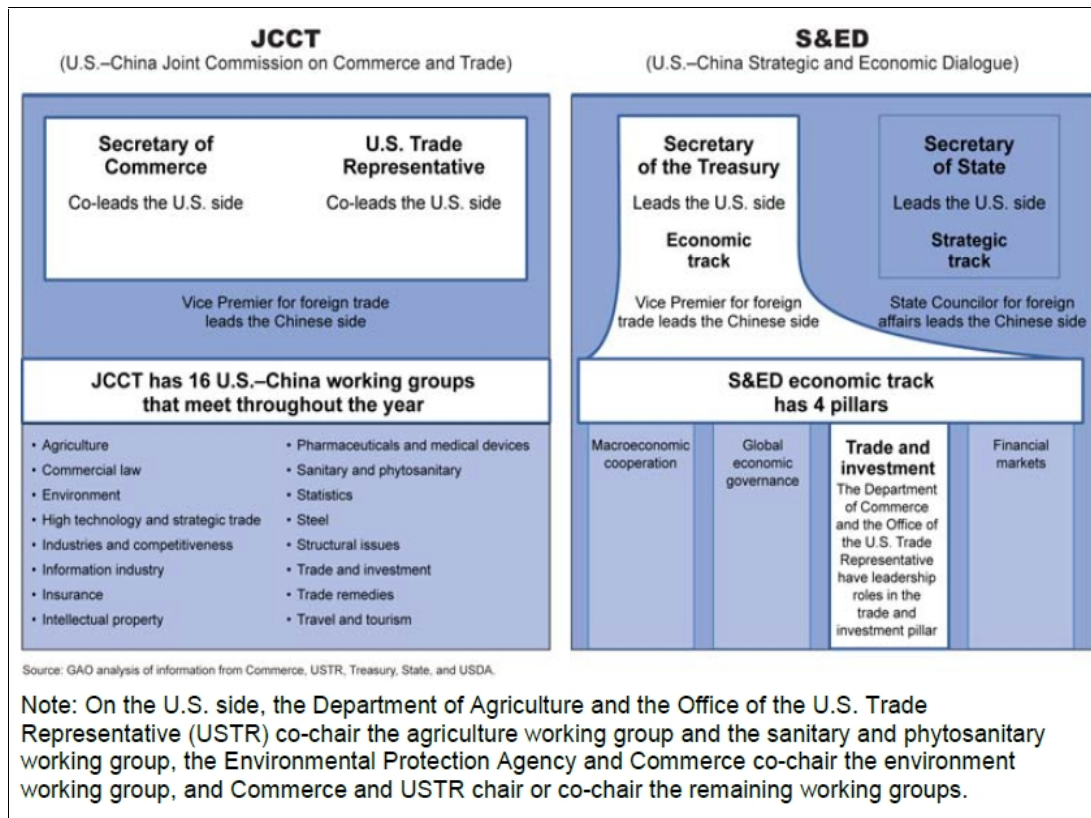 JCCT
(U.S.–China Joint Commission on Commerce and Trade)
Secretary of
Commerce
Co-leads the U.S. side
U.S. Trade
Representative
Co-leads the U.S. side
Vice Premier for foreign trade
leads the Chinese side
JCCT has 16 U.S.–China working groups
that meet throughout the year
• Agriculture
• Commercial law
• Environment
• High technology and strategic trade
• Industries and competitiveness
• Information industry
• Insurance
• Intellectual property
• Pharmaceuticals and medical devices
• Sanitary and phytosanitary
• Statistics
• Steel
• Structural issues
• Trade and investment
• Trade remedies
• Travel and tourism
S&ED
(U.S.–China Strategic and Economic Dialogue)
Secretary
of the Treasury
Leads the U.S. side
Economic
track
Vice Premier for foreign
trade leads the Chinese side
Secretary
of State
Leads the U.S. side
Strategic
track
State Councilor for foreign
affairs leads the Chinese side
S&ED economic track
has 4 pillars
Macroeconomic
cooperation
Global
economic
governance
Trade and
investment
The Department
of Commerce
and the Office of
the U.S. Trade
Representative
have leadership
roles in the
trade and
investment pillar
Financial
markets
Source: GAO analysis of information from Commerce, USTR, Treasury, State, and USDA.
Note: On the U.S. side, the Department of Agriculture and the Office of the U.S. Trade
Representative (USTR) co-chair the agriculture working group and the sanitary and phytosanitary
working group, the Environmental Protection Agency and Commerce co-chair the environment
working group, and Commerce and USTR chair or co-chair the remaining working groups.